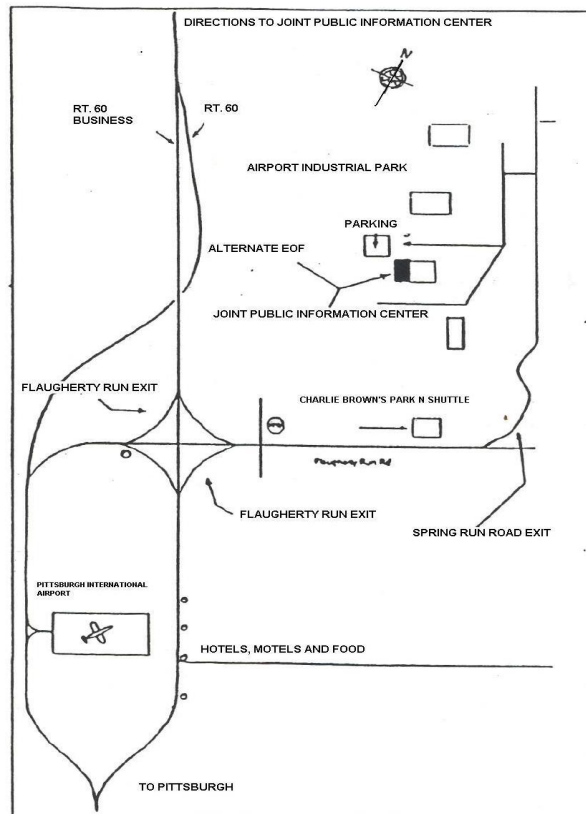 DIRECTIONS TO JOINT PUBLIC INFORMATION CENTER
N
RT. 60
BUSINESS
RT. 60
AIRPORT INDUSTRIAL PARK
PARKING
ALTERNATE EOF
JOINT PUBLIC INFORMATION CENTER
FLAUGHERTY RUN EXIT
CHARLIE BROWN'S PARK N SHUTTLE
Flaugherty Run Rd
FLAUGHERTY RUN EXIT
SPRING RUN ROAD EXIT
PITTSBURGH INTERNATIONAL
AIRPORT
HOTELS, MOTELS AND FOOD
TO PITTSBURGH